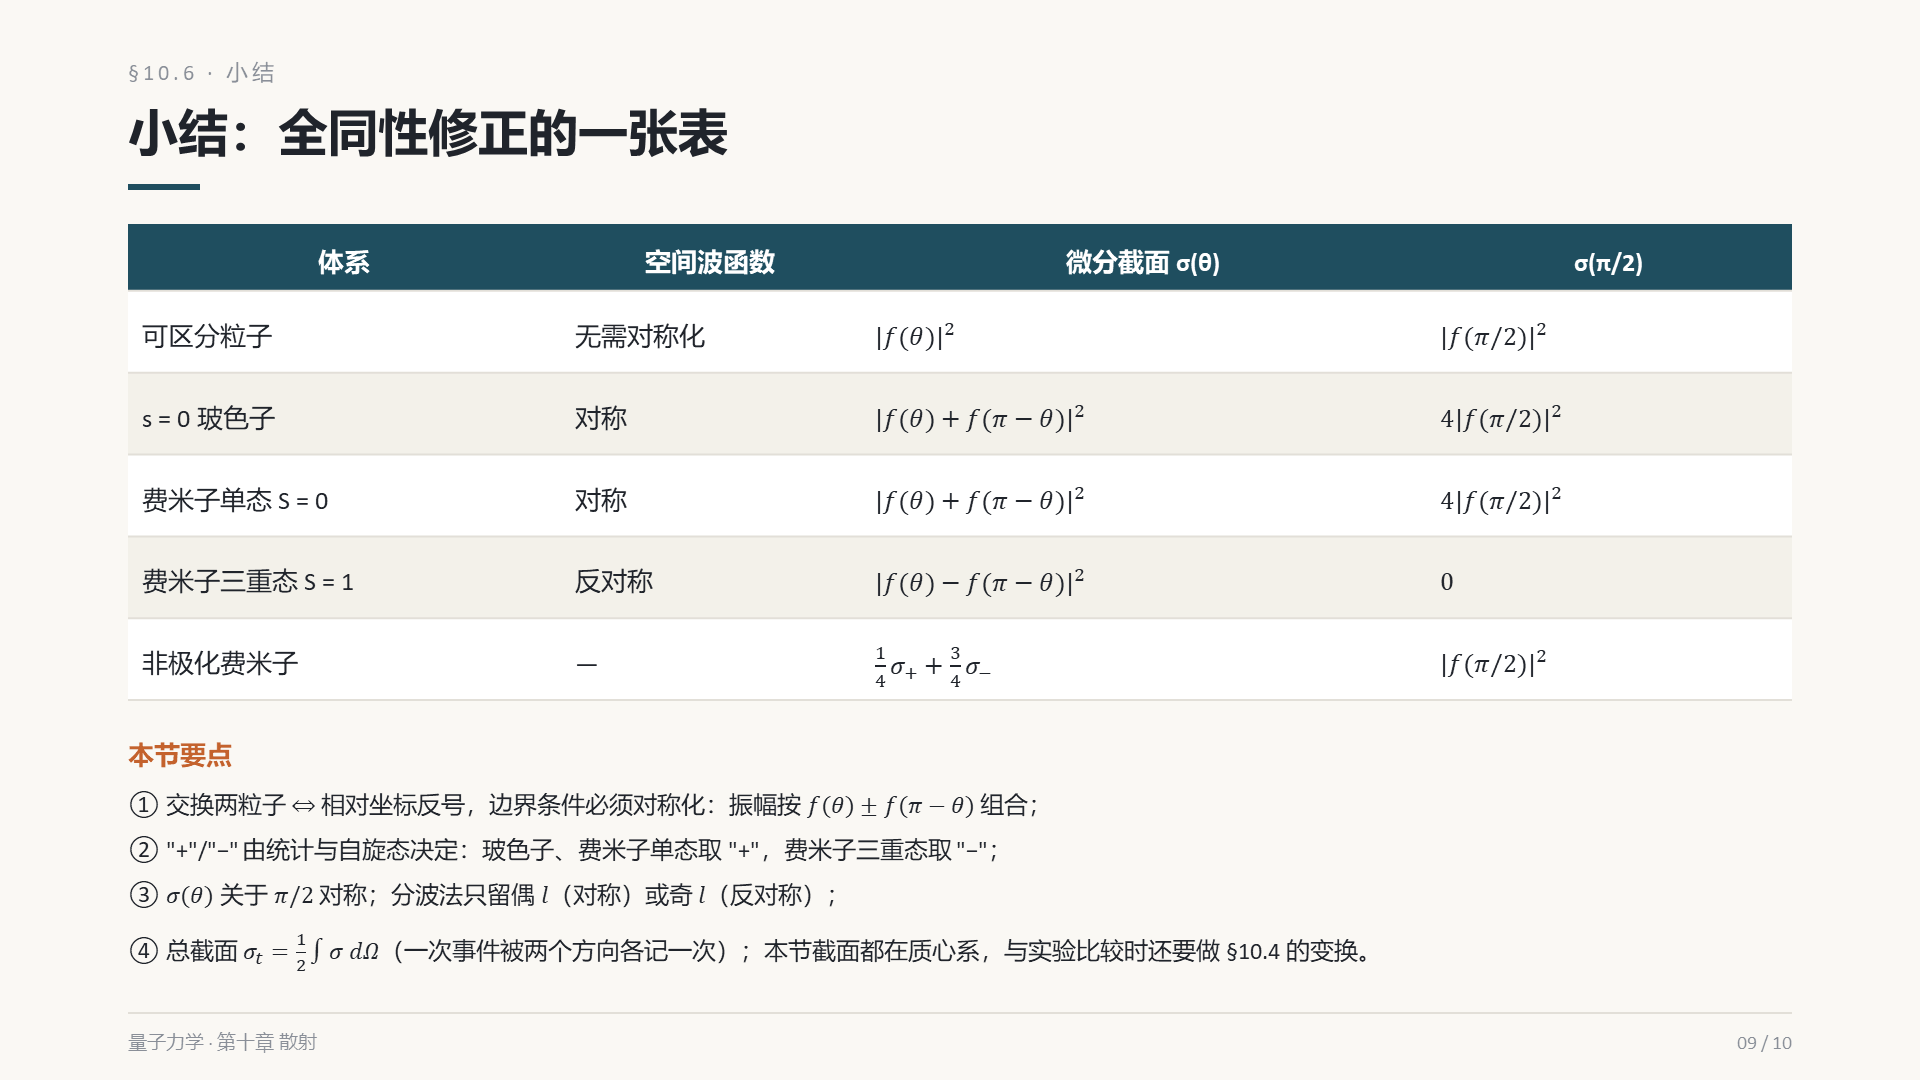 §10.6 · 小结
小结：全同性修正的一张表
体系 空间波函数 微分截面 σ(θ) σ(π/2)
可区分粒子 无需对称化 |f(θ)|² |f(π/2)|²
s = 0 玻色子 对称 |f(θ) + f(π − θ)|² 4|f(π/2)|²
费米子单态 S = 0 对称 |f(θ) + f(π − θ)|² 4|f(π/2)|²
费米子三重态 S = 1 反对称 |f(θ) − f(π − θ)|² 0
非极化费米子 — 1/4 σ₊ + 3/4 σ₋ |f(π/2)|²
本节要点
① 交换两粒子 ⇔ 相对坐标反号，边界条件必须对称化：振幅按 f(θ) ± f(π − θ) 组合；
② "+"/"−" 由统计与自旋态决定：玻色子、费米子单态取 "+"，费米子三重态取 "−"；
③ σ(θ) 关于 π/2 对称；分波法只留偶 l（对称）或奇 l（反对称）；
④ 总截面 σₜ = 1/2 ∫ σ dΩ（一次事件被两个方向各记一次）；本节截面都在质心系，与实验比较时还要做 §10.4 的变换。
量子力学 · 第十章 散射
09 / 10